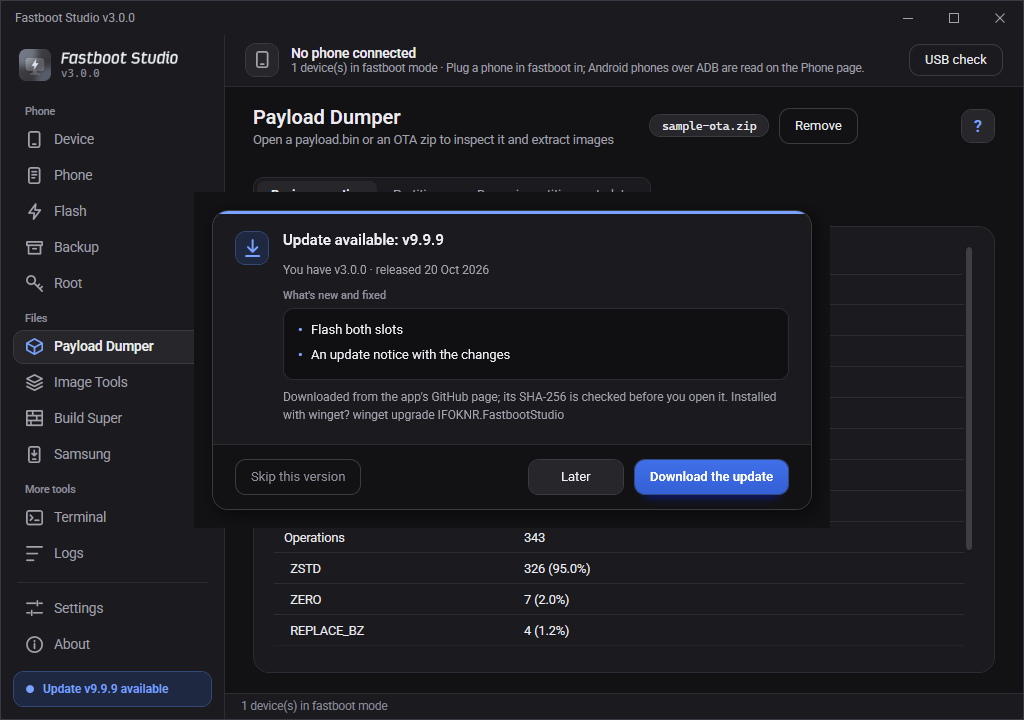 Fastboot Studio v3.0.0
Fastboot Studio
v3.0.0
Phone
Device
Phone
Flash
Backup
Root
Files
Payload Dumper
Image Tools
Build Super
Samsung
More tools
Terminal
Logs
Settings
About
Update v9.9.9 available
No phone connected
1 device(s) in fastboot mode · Plug a phone in fastboot in; Android phones over ADB are read on the Phone page.
USB check
Payload Dumper
Open a payload.bin or an OTA zip to inspect it and extract images
sample-ota.zip
Remove
?
Update available: v9.9.9
You have v3.0.0 · released 20 Oct 2026
What's new and fixed
• Flash both slots
• An update notice with the changes
Downloaded from the app's GitHub page; its SHA-256 is checked before you open it. Installed
with winget? winget upgrade IFOKNR.FastbootStudio
Skip this version
Later
Download the update
Operations 343
ZSTD 326 (95.0%)
ZERO 7 (2.0%)
REPLACE_BZ 4 (1.2%)
1 device(s) in fastboot mode